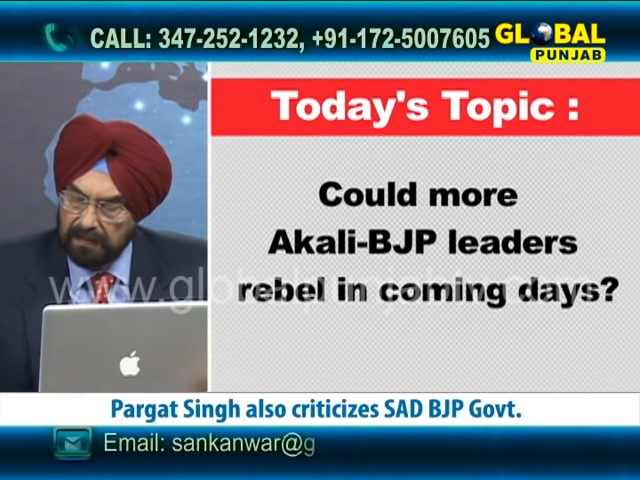 CALL: 347-252-1232, +91-172-5007605
GLOBAL
PUNJAB
Today's Topic :
Could more
Akali-BJP leaders
rebel in coming days?
Pargat Singh also criticizes SAD BJP Govt.
Email: sankanwar@g